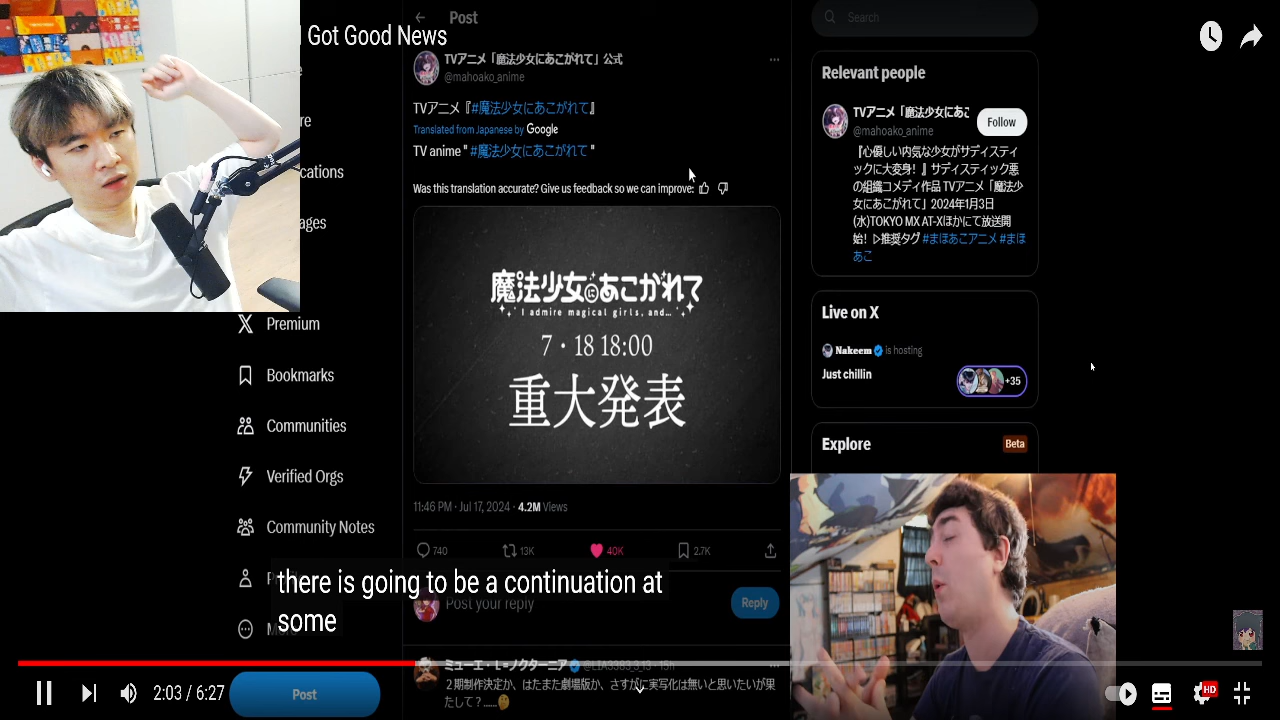 I Got Good News
Post
Search
TVアニメ「魔法少女にあこがれて」公式
@mahoako_anime
TVアニメ『#魔法少女にあこがれて』
Translated from Japanese by Google
TV anime " #魔法少女にあこがれて "
Was this translation accurate? Give us feedback so we can improve:
魔法少女にあこがれて
I admire magical girls, and...
7・18 18:00
重大発表
11:46 PM · Jul 17, 2024 · 4.2M Views
740
13K
40K
2.7K
Post your reply
Reply
ミューエ・L=ノクターニア
２期制作決定か、はたまた劇場版か、さすがに実写化は無いと思いたいが果
たして？......🤔
Relevant people
TVアニメ「魔法少女にあこ
@mahoako_anime
Follow
『心優しい内気な少女がサディスティ
ックに大変身！』サディスティック悪
の組織コメディ作品 TVアニメ「魔法少
女にあこがれて」2024年1月3日
(水)TOKYO MX AT-Xほかにて放送開
始！ ▷推奨タグ #まほあこアニメ #まほ
あこ
Live on X
Nakeem is hosting
Just chillin
+35
Explore
Beta
Premium
Bookmarks
Communities
Verified Orgs
Community Notes
Post
there is going to be a continuation at
some
2:03 / 6:27
HD